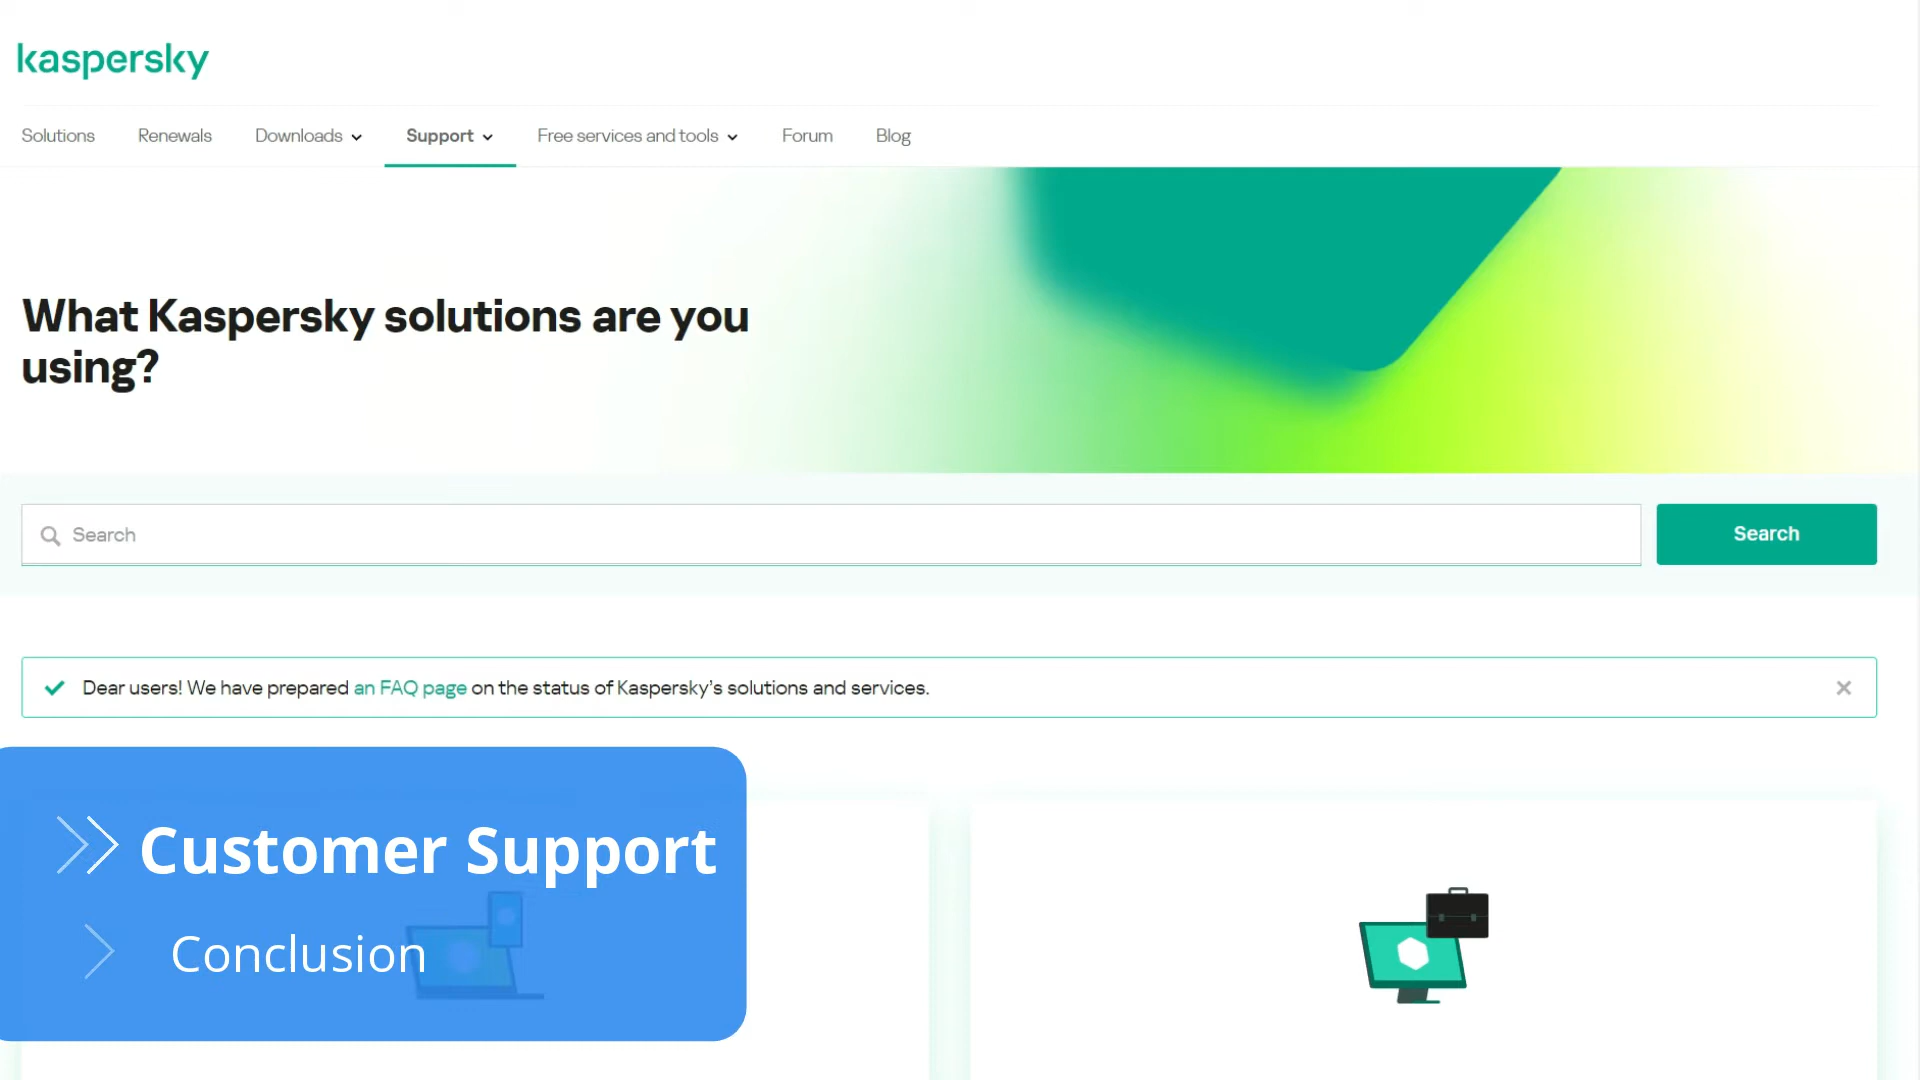 kaspersky
Solutions Renewals Downloads Support Free services and tools Forum Blog
What Kaspersky solutions are you
using?
Search Search
Dear users! We have prepared an FAQ page on the status of Kaspersky's solutions and services.
Customer Support
Conclusion